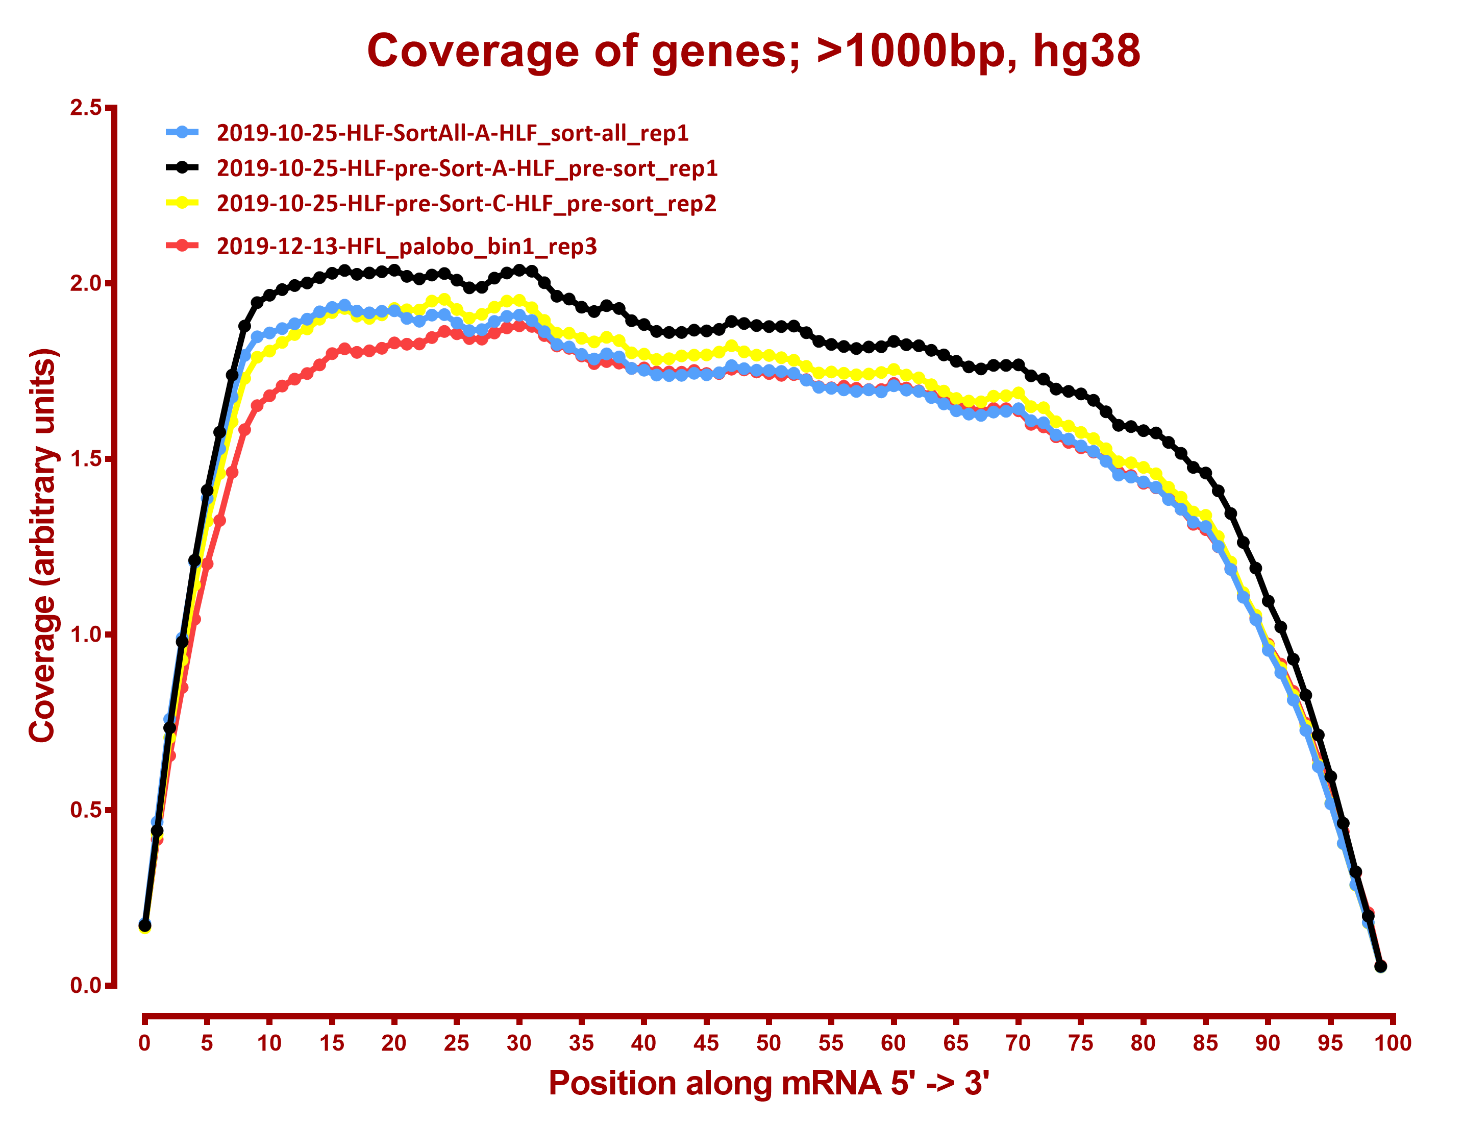 Coverage of genes; >1000bp, hg38
2019-10-25-HLF-SortAll-A-HLF_sort-all_rep1
2019-10-25-HLF-pre-Sort-A-HLF_pre-sort_rep1
2019-10-25-HLF-pre-Sort-C-HLF_pre-sort_rep2
2019-12-13-HFL_palobo_bin1_rep3
Coverage (arbitrary units)
2.5
2.0
1.5
1.0
0.5
0.0
0 5 10 15 20 25 30 35 40 45 50 55 60 65 70 75 80 85 90 95 100
Position along mRNA 5' -> 3'